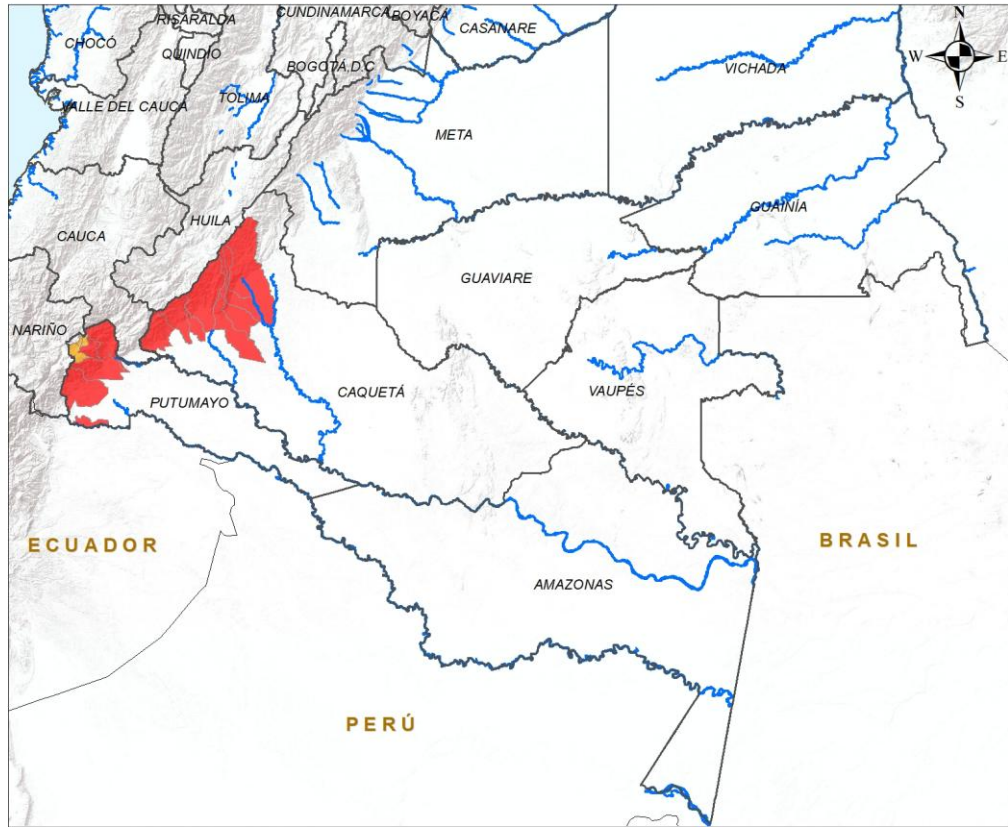 RISARALDA
CUNDINAMARCA
BOYACÁ
N
CASANARE
CHOCÓ
QUINDÍO
W
E
BOGOTÁ D.C
VICHADA
S
VALLE DEL CAUCA
TOLIMA
META
GUAINÍA
HUILA
CAUCA
GUAVIARE
NARIÑO
CAQUETÁ
VAUPÉS
PUTUMAYO
ECUADOR
BRASIL
AMAZONAS
PERÚ